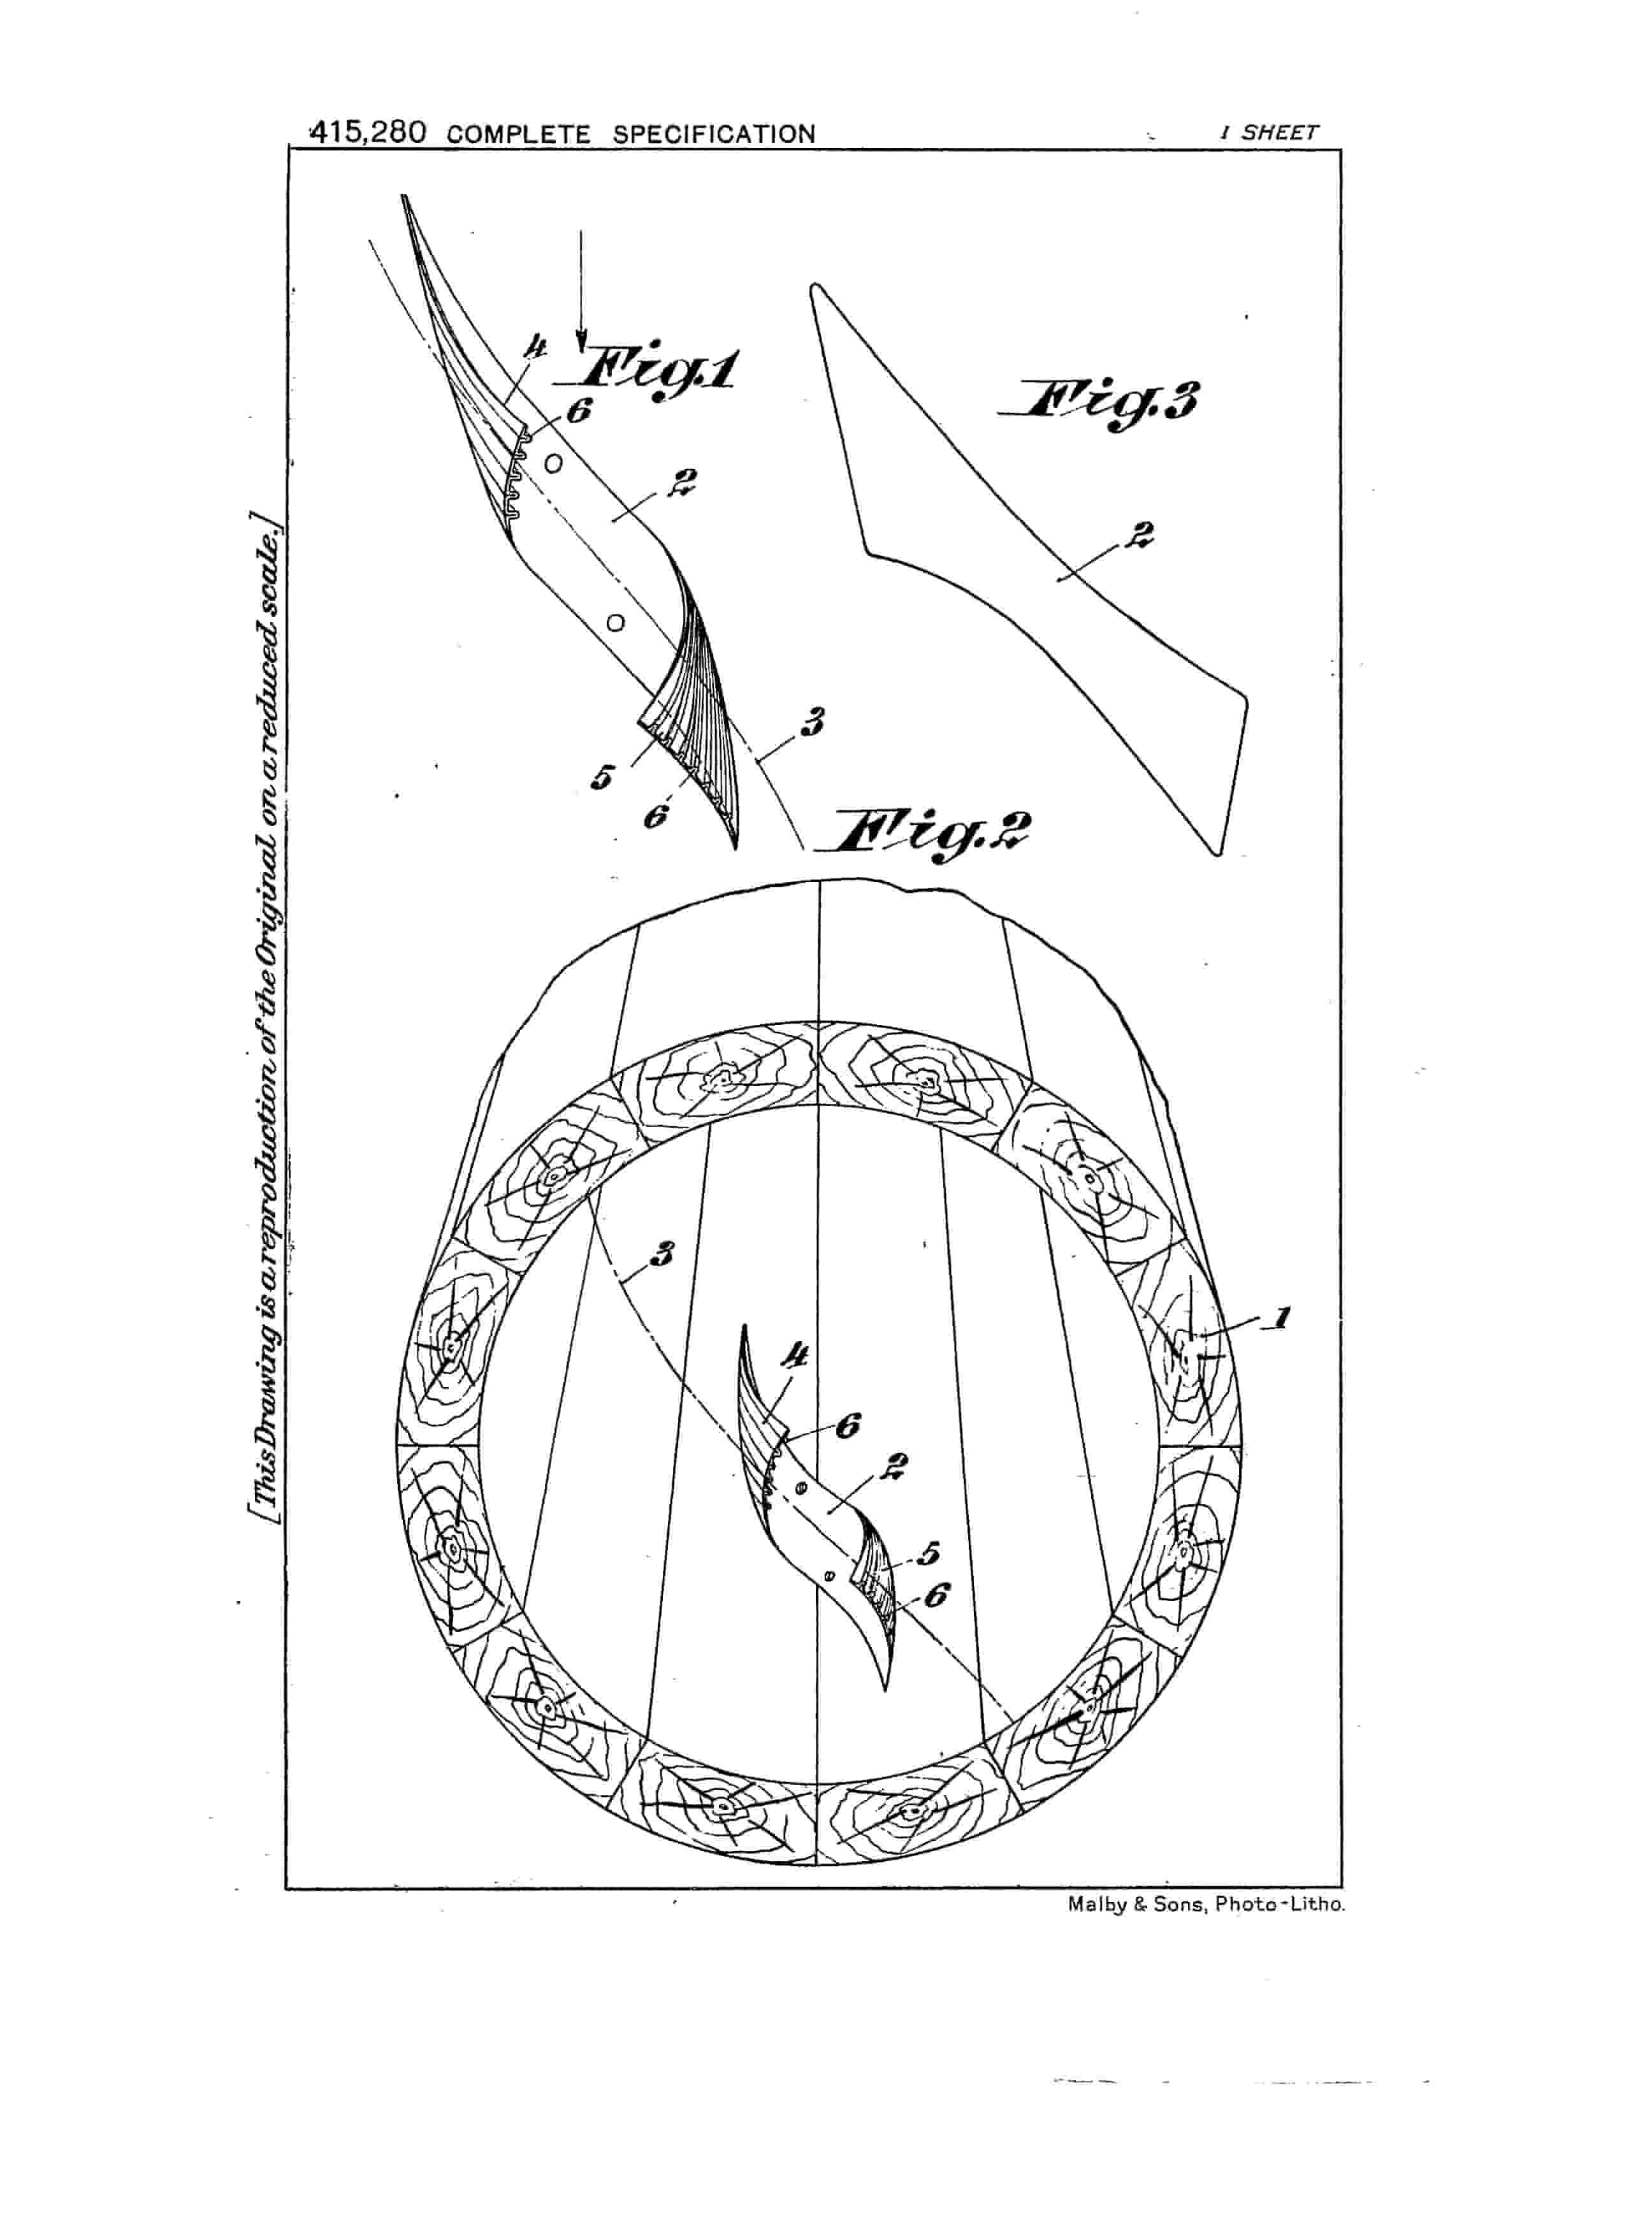 415,280 COMPLETE SPECIFICATION
1 SHEET
[This Drawing is a reproduction of the Original on a reduced scale.]
Fig.1
4
6
2
3
5
6
Fig.3
2
Fig.2
3
1
4
6
2
5
6
Malby & Sons, Photo-Litho.